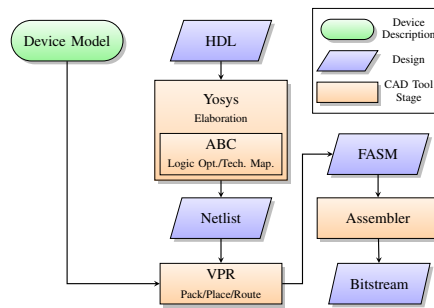 Device Model
HDL
Device
Description
Design
CAD Tool
Stage
Yosys
Elaboration
ABC
Logic Opt./Tech. Map.
FASM
Netlist
Assembler
VPR
Pack/Place/Route
Bitstream